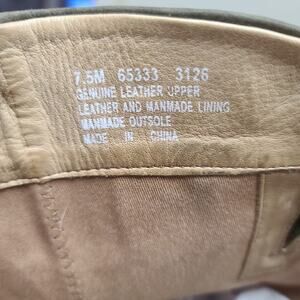 7.5M 65333 3126
GENUINE LEATHER UPPER
LEATHER AND MANMADE LINING
MANMADE OUTSOLE
MADE IN CHINA